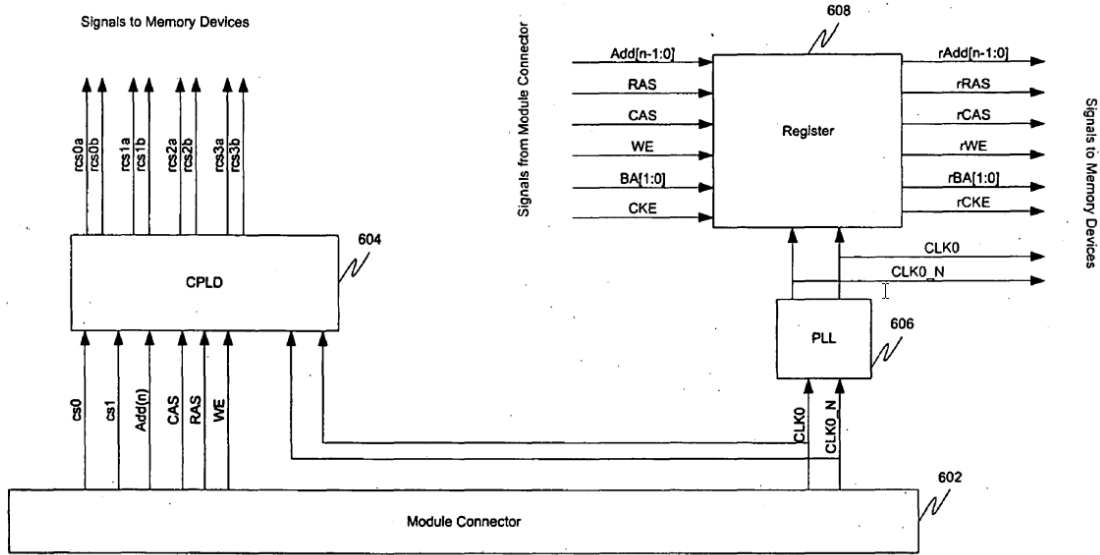 Signals to Memory Devices
rcs0a
rcs0b
rcs1a
rcs1b
rcs2a
rcs2b
rcs3a
rcs3b
604
CPLD
cs0
cs1
Add(n)
CAS
RAS
WE
608
Signals from Module Connector
Add[n-1:0]
RAS
CAS
WE
BA[1:0]
CKE
Register
rAdd[n-1:0]
rRAS
rCAS
rWE
rBA[1:0]
rCKE
Signals to Memory Devices
CLK0
CLK0_N
PLL
606
CLK0
CLK0_N
602
Module Connector